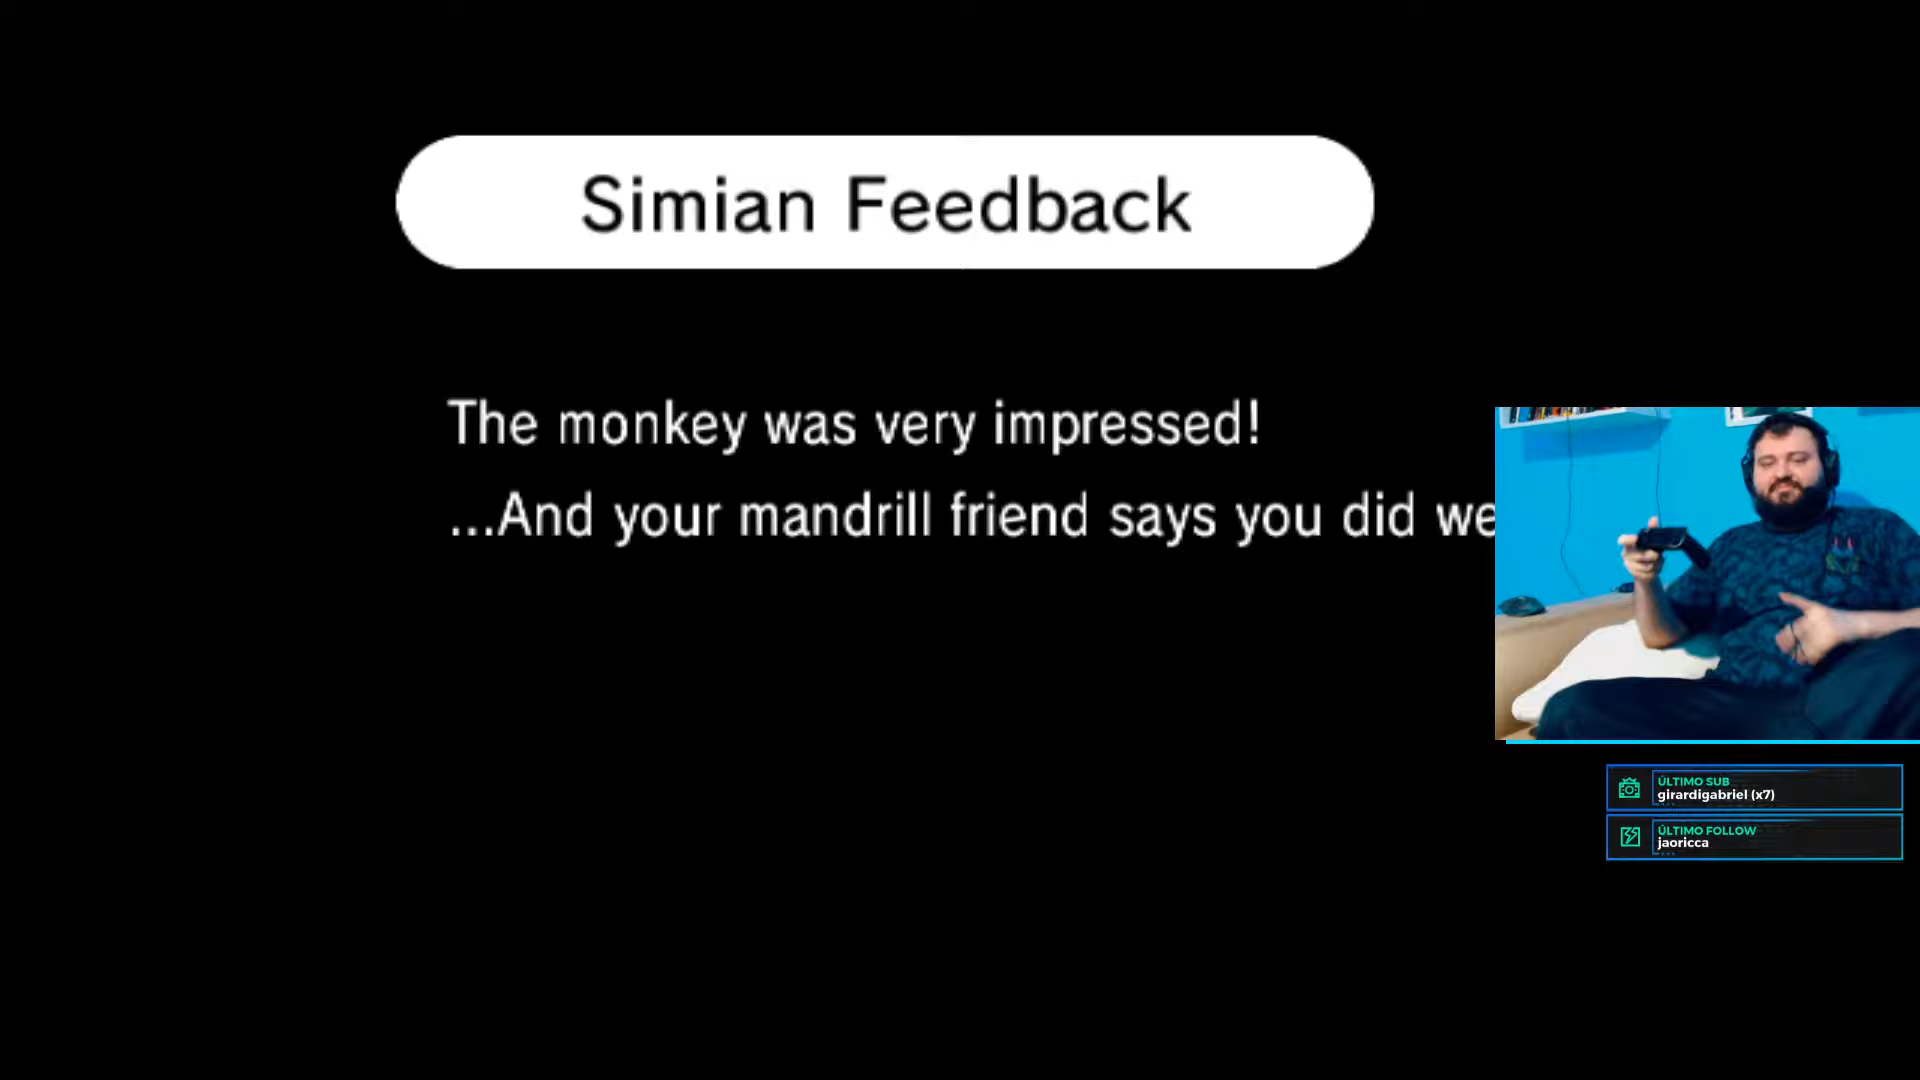 Simian Feedback
The monkey was very impressed!
...And your mandrill friend says you did we
ÚLTIMO SUB
girardigabriel (x7)
ÚLTIMO FOLLOW
jaoricca